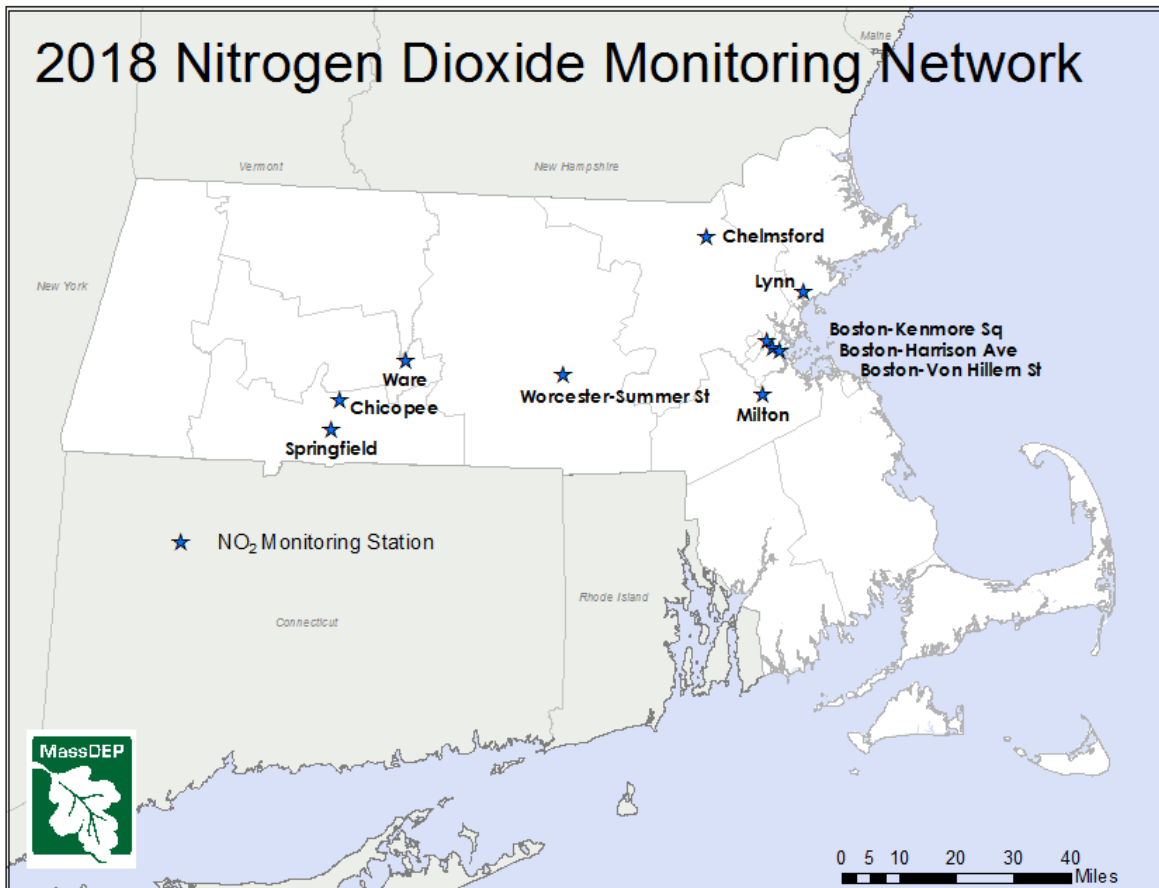 2018 Nitrogen Dioxide Monitoring Network
Maine
Vermont
New Hampshire
New York
Chelmsford
Lynn
Boston-Kenmore Sq
Boston-Harrison Ave
Boston-Von Hillern St
Ware
Worcester-Summer St
Milton
Chicopee
Springfield
NO₂ Monitoring Station
Rhode Island
Connecticut
MassDEP
0 5 10 20 30 40
Miles